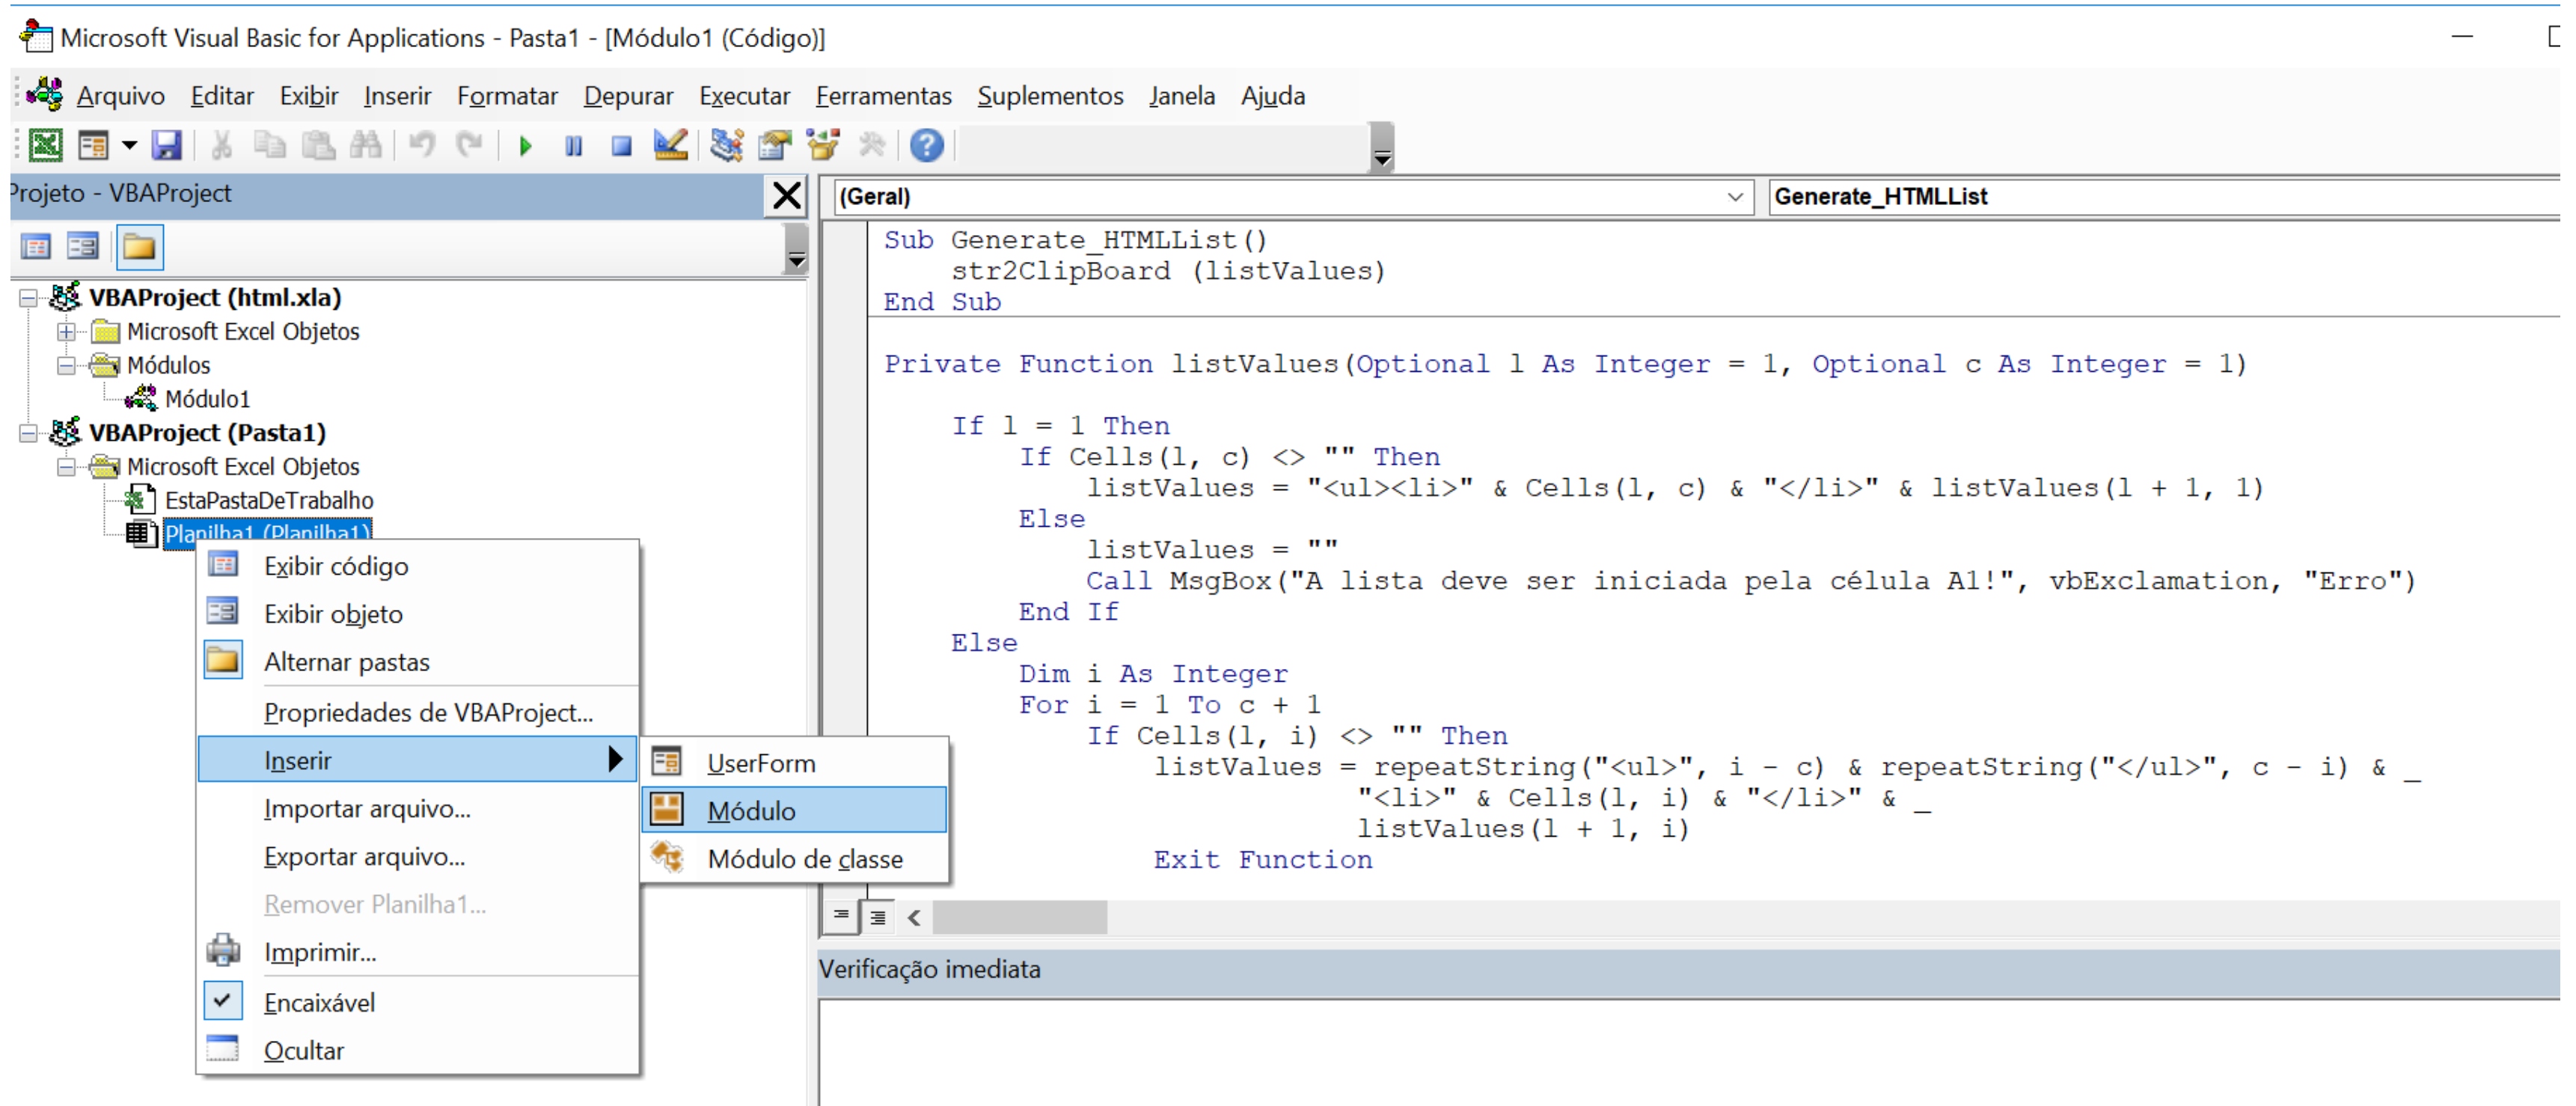 Microsoft Visual Basic for Applications - Pasta1 - [Módulo1 (Código)]
Arquivo Editar Exibir Inserir Formatar Depurar Executar Ferramentas Suplementos Janela Ajuda
Projeto - VBAProject
VBAProject (html.xla)
Microsoft Excel Objetos
Módulos
Módulo1
VBAProject (Pasta1)
Microsoft Excel Objetos
EstaPastaDeTrabalho
Planilha1 (Planilha1)
Exibir código
Exibir objeto
Alternar pastas
Propriedades de VBAProject...
Inserir
Importar arquivo...
Exportar arquivo...
Remover Planilha1...
Imprimir...
Encaixável
Ocultar
UserForm
Módulo
Módulo de classe
(Geral)
Generate_HTMLList
Sub Generate_HTMLList()
    str2ClipBoard (listValues)
End Sub
Private Function listValues(Optional l As Integer = 1, Optional c As Integer = 1)
    If l = 1 Then
        If Cells(l, c) <> "" Then
            listValues = "<ul><li>" & Cells(l, c) & "</li>" & listValues(l + 1, 1)
        Else
            listValues = ""
            Call MsgBox("A lista deve ser iniciada pela célula A1!", vbExclamation, "Erro")
        End If
    Else
        Dim i As Integer
        For i = 1 To c + 1
            If Cells(l, i) <> "" Then
                listValues = repeatString("<ul>", i - c) & repeatString("</ul>", c - i) & _
                            "<li>" & Cells(l, i) & "</li>" & _
                            listValues(l + 1, i)
                Exit Function
Verificação imediata